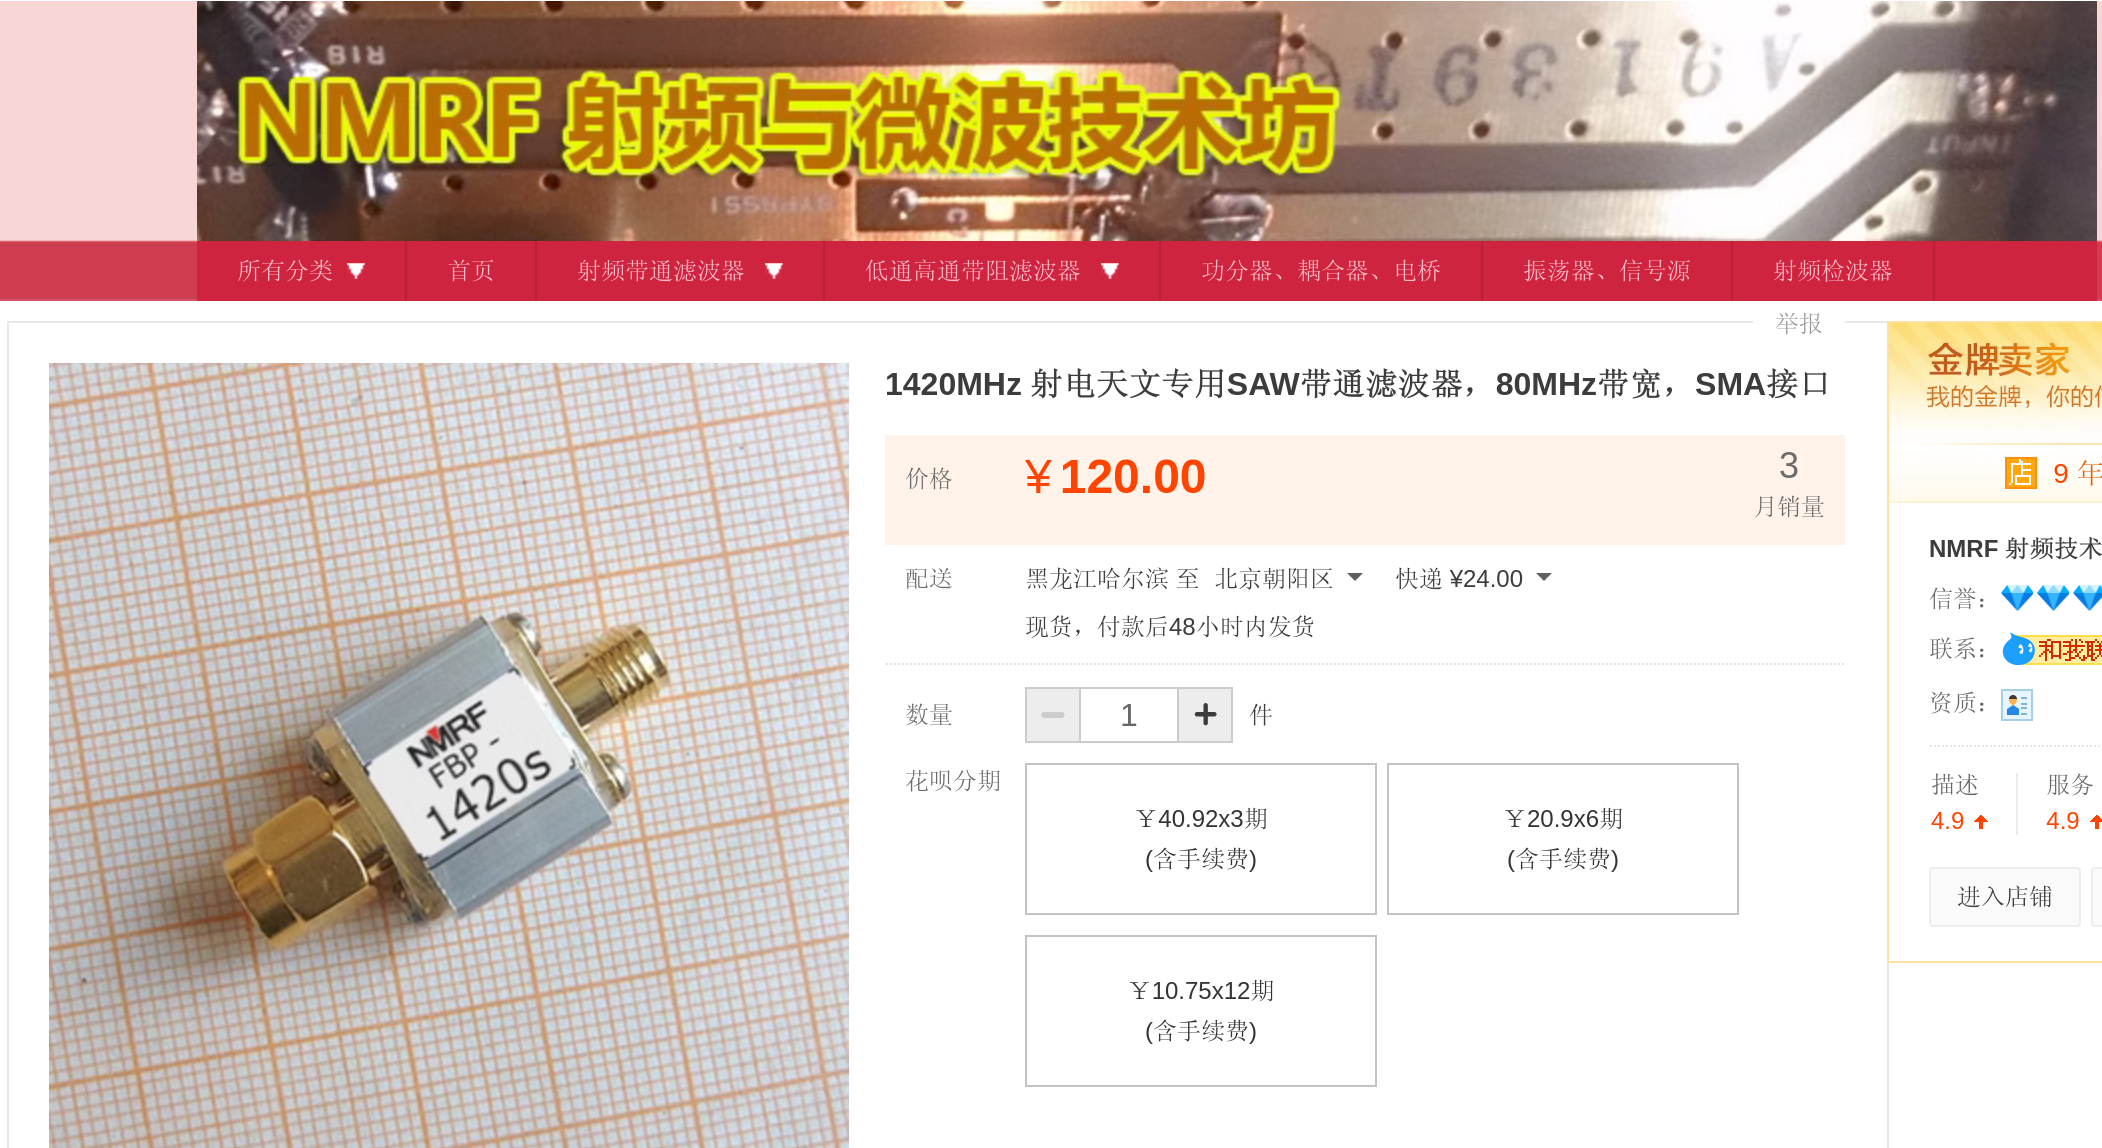 R18
A9139T
NMRF 射频与微波技术坊
INPUT
BYPASS1
所有分类
首页
射频带通滤波器
低通高通带阻滤波器
功分器、耦合器、电桥
振荡器、信号源
射频检波器
举报
1420MHz 射电天文专用SAW带通滤波器，80MHz带宽，SMA接口
价格
￥120.00
3
月销量
配送
黑龙江哈尔滨 至 北京朝阳区 快递 ¥24.00
现货，付款后48小时内发货
数量
1
件
花呗分期
￥40.92x3期
(含手续费)
￥20.9x6期
(含手续费)
￥10.75x12期
(含手续费)
NMRF
FBP -
1420s
金牌卖家
我的金牌，你的
店 9 年
NMRF 射频技术
信誉：
联系：
和我联
资质：
描述
4.9
服务
4.9
进入店铺